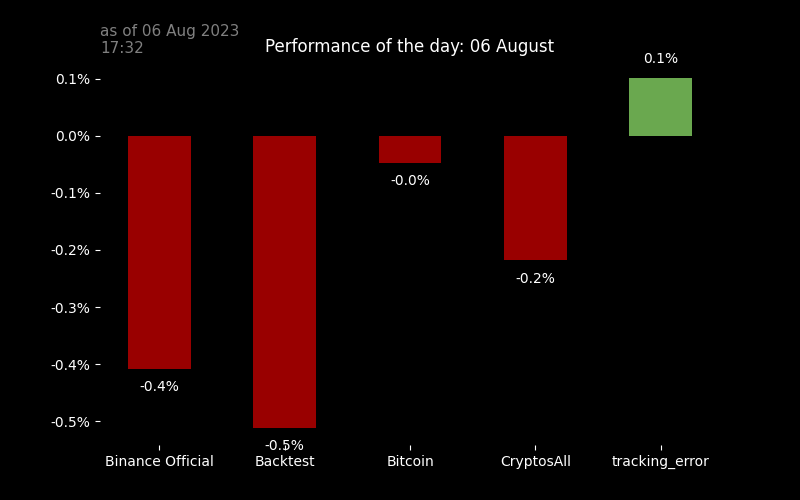 as of 06 Aug 2023
17:32
Performance of the day: 06 August
0.1%
0.1%
0.0%
-0.1%
-0.0%
-0.2%
-0.2%
-0.3%
-0.4%
-0.4%
-0.5%
-0.5%
Binance Official
Backtest
Bitcoin
CryptosAll
tracking_error